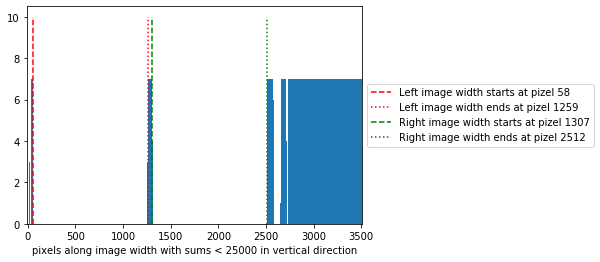 10
8
6
4
2
0
0
500
1000
1500
2000
2500
3000
3500
pixels along image width with sums < 25000 in vertical direction
Left image width starts at pixel 58
Left image width ends at pizel 1259
Right image width starts at pizel 1307
Right image width ends at pizel 2512